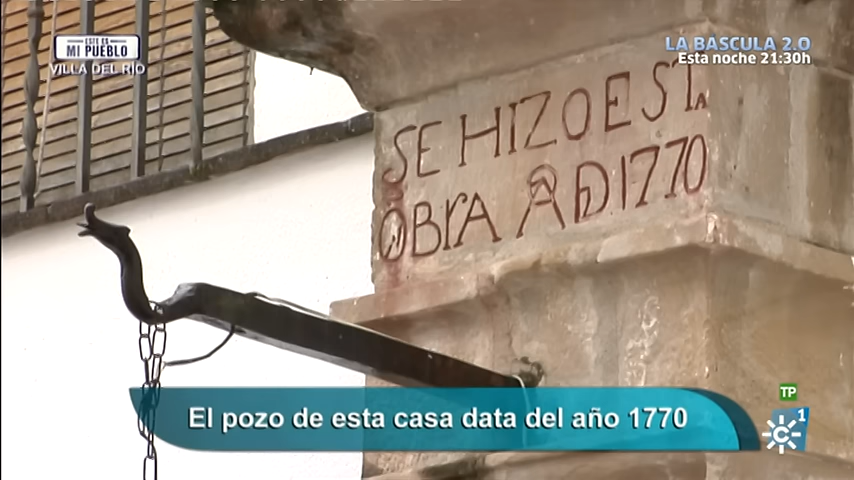 ESTE ES
MI PUEBLO
VILLA DEL RÍO
LA BASCULA 2.0
Esta noche 21:30h
SE HIZO ESTA
OBRA AD 1770
El pozo de esta casa data del año 1770
TP
1